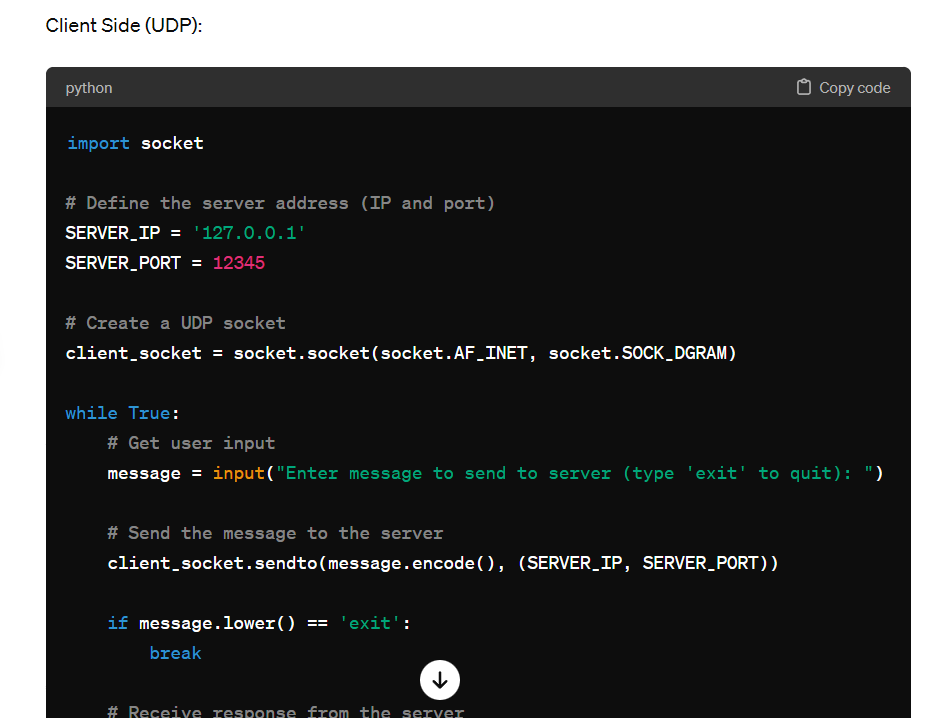 Client Side (UDP):
python
Copy code
import socket
# Define the server address (IP and port)
SERVER_IP = '127.0.0.1'
SERVER_PORT = 12345
# Create a UDP socket
client_socket = socket.socket(socket.AF_INET, socket.SOCK_DGRAM)
while True:
    # Get user input
    message = input("Enter message to send to server (type 'exit' to quit): ")
    # Send the message to the server
    client_socket.sendto(message.encode(), (SERVER_IP, SERVER_PORT))
    if message.lower() == 'exit':
        break
    # Receive response from the server